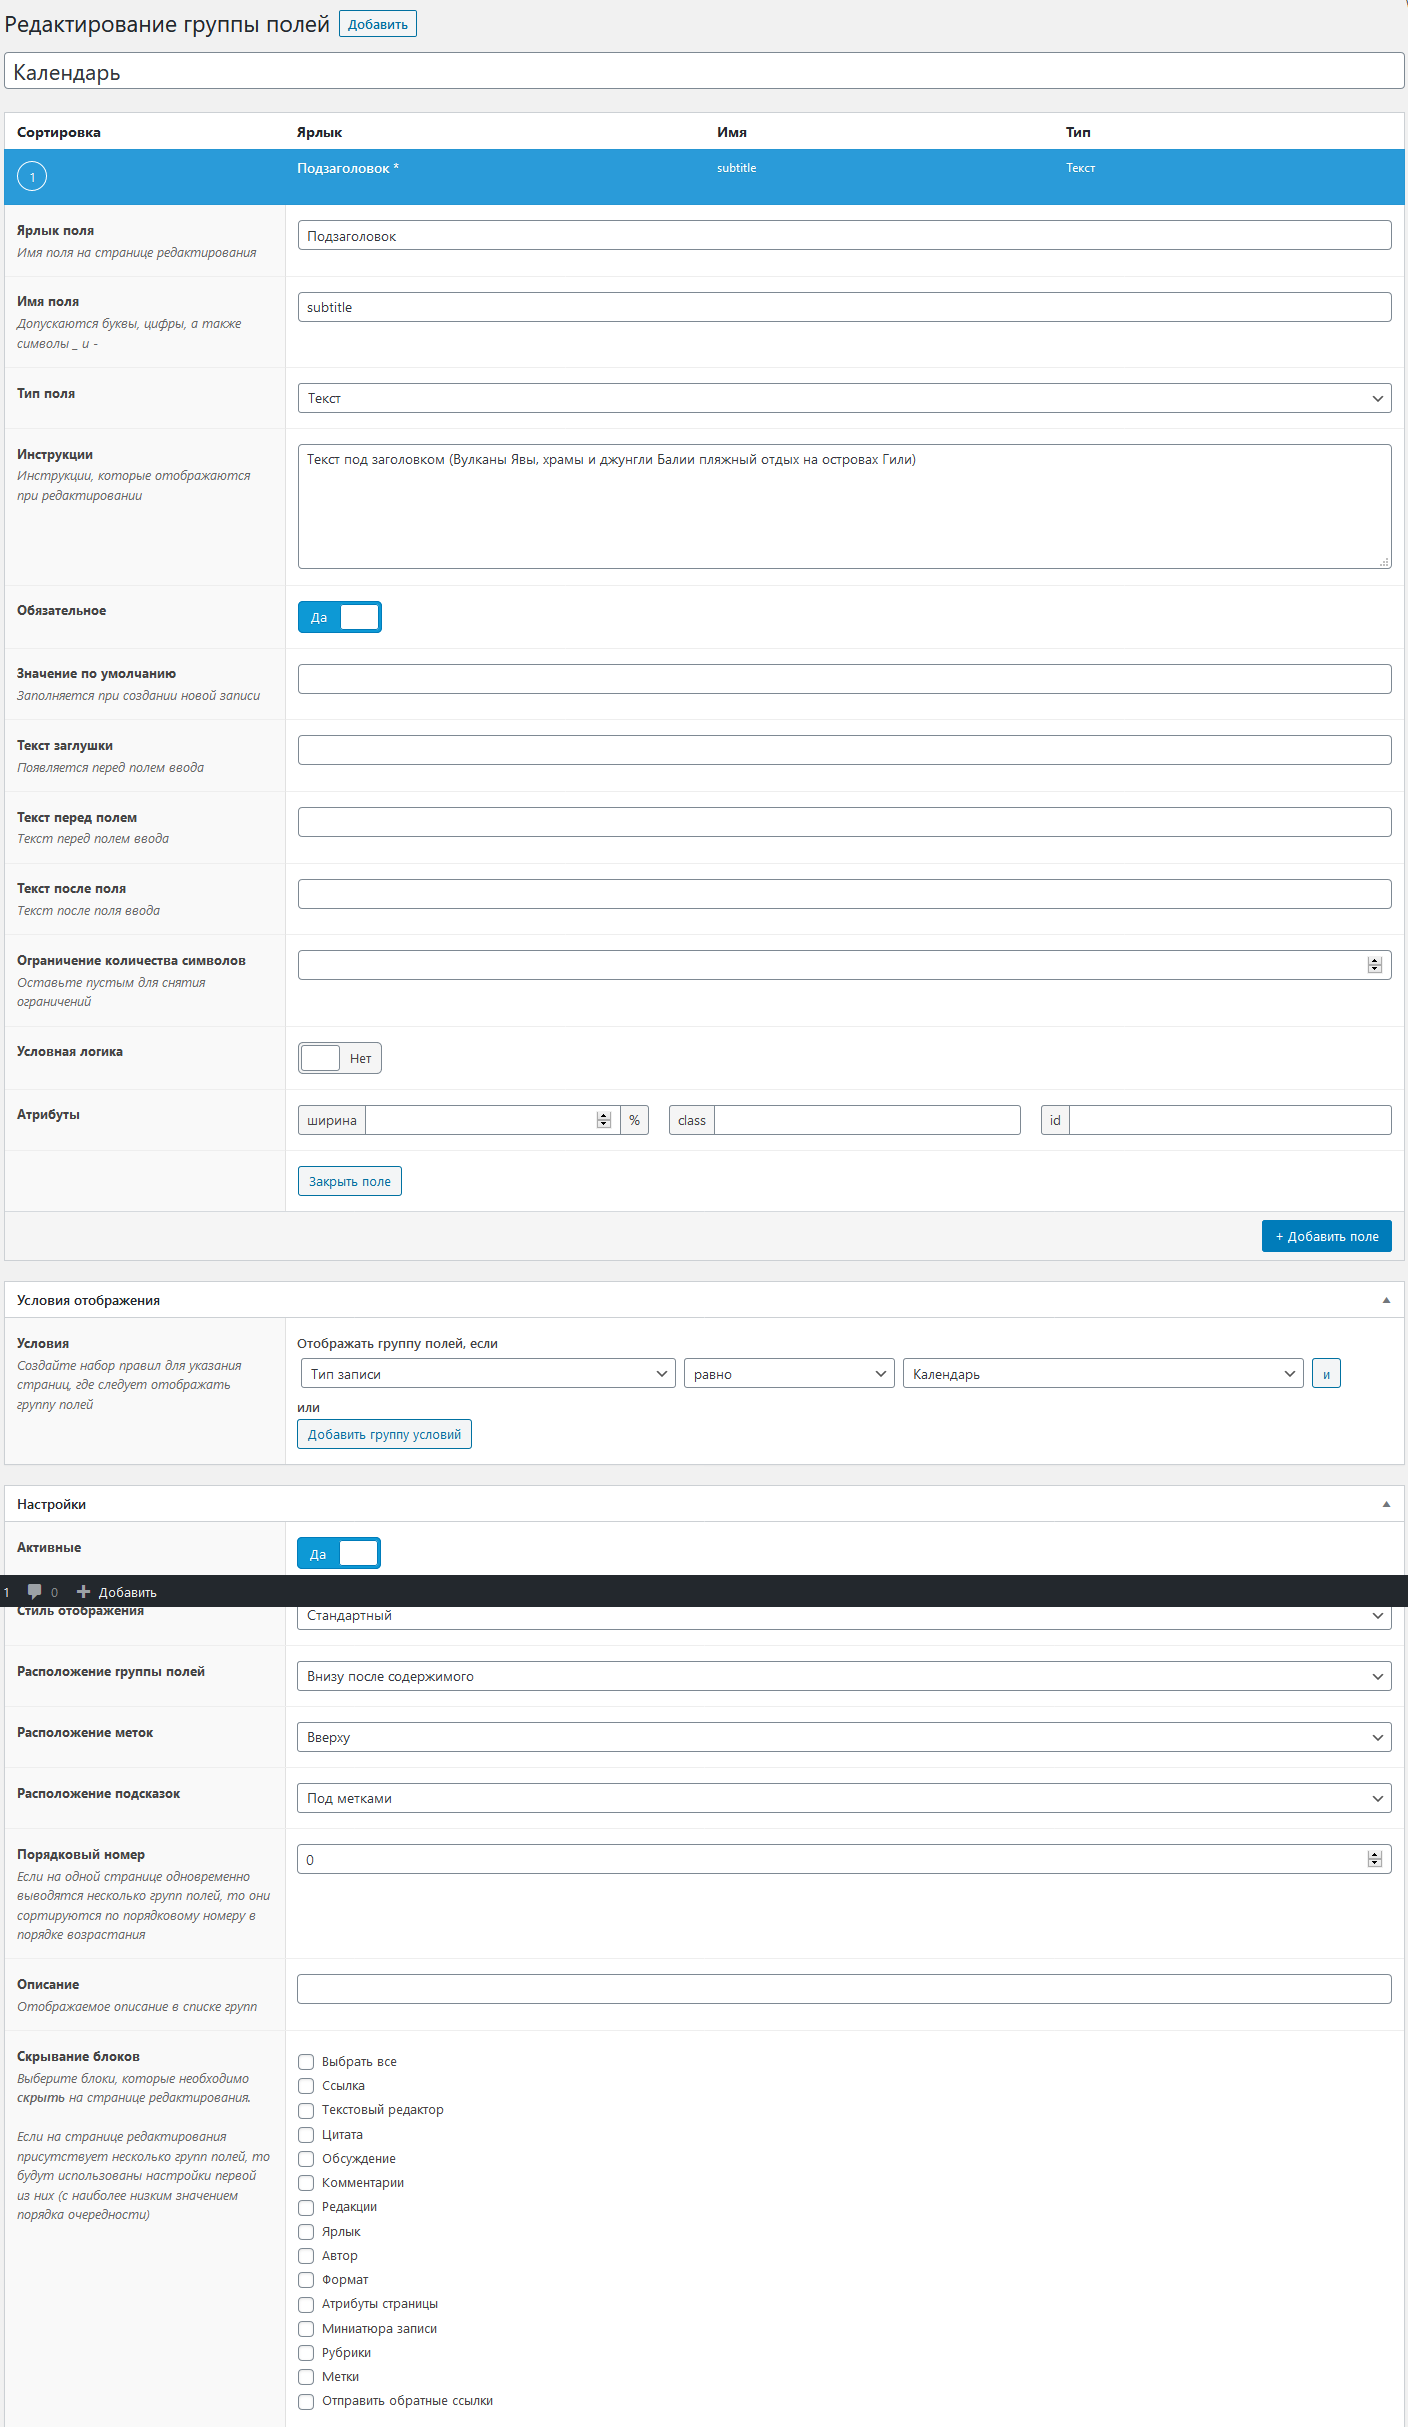 Редактирование группы полей Добавить
Календарь
Сортировка Ярлык Имя Тип
1 Подзаголовок * subtitle Текст
Ярлык поля
Имя поля на странице редактирования
Подзаголовок
Имя поля
Допускаются буквы, цифры, а также
символы _ и -
subtitle
Тип поля
Текст
Инструкции
Инструкции, которые отображаются
при редактировании
Текст под заголовком (Вулканы Явы, храмы и джунгли Балии пляжный отдых на островах Гили)
Обязательное
Да
Значение по умолчанию
Заполняется при создании новой записи
Текст заглушки
Появляется перед полем ввода
Текст перед полем
Текст перед полем ввода
Текст после поля
Текст после поля ввода
Ограничение количества символов
Оставьте пустым для снятия
ограничений
Условная логика
Нет
Атрибуты
ширина % class id
Закрыть поле
+ Добавить поле
Условия отображения
Условия
Создайте набор правил для указания
страниц, где следует отображать
группу полей
Отображать группу полей, если
Тип записи равно Календарь и
или
Добавить группу условий
Настройки
Активные
Да
1 0 Добавить
Стиль отображения
Стандартный
Расположение группы полей
Внизу после содержимого
Расположение меток
Вверху
Расположение подсказок
Под метками
Порядковый номер
Если на одной странице одновременно
выводятся несколько групп полей, то они
сортируются по порядковому номеру в
порядке возрастания
0
Описание
Отображаемое описание в списке групп
Скрывание блоков
Выберите блоки, которые необходимо
скрыть на странице редактирования.
Если на странице редактирования
присутствует несколько групп полей, то
будут использованы настройки первой
из них (с наиболее низким значением
порядка очередности)
Выбрать все
Ссылка
Текстовый редактор
Цитата
Обсуждение
Комментарии
Редакции
Ярлык
Автор
Формат
Атрибуты страницы
Миниатюра записи
Рубрики
Метки
Отправить обратные ссылки